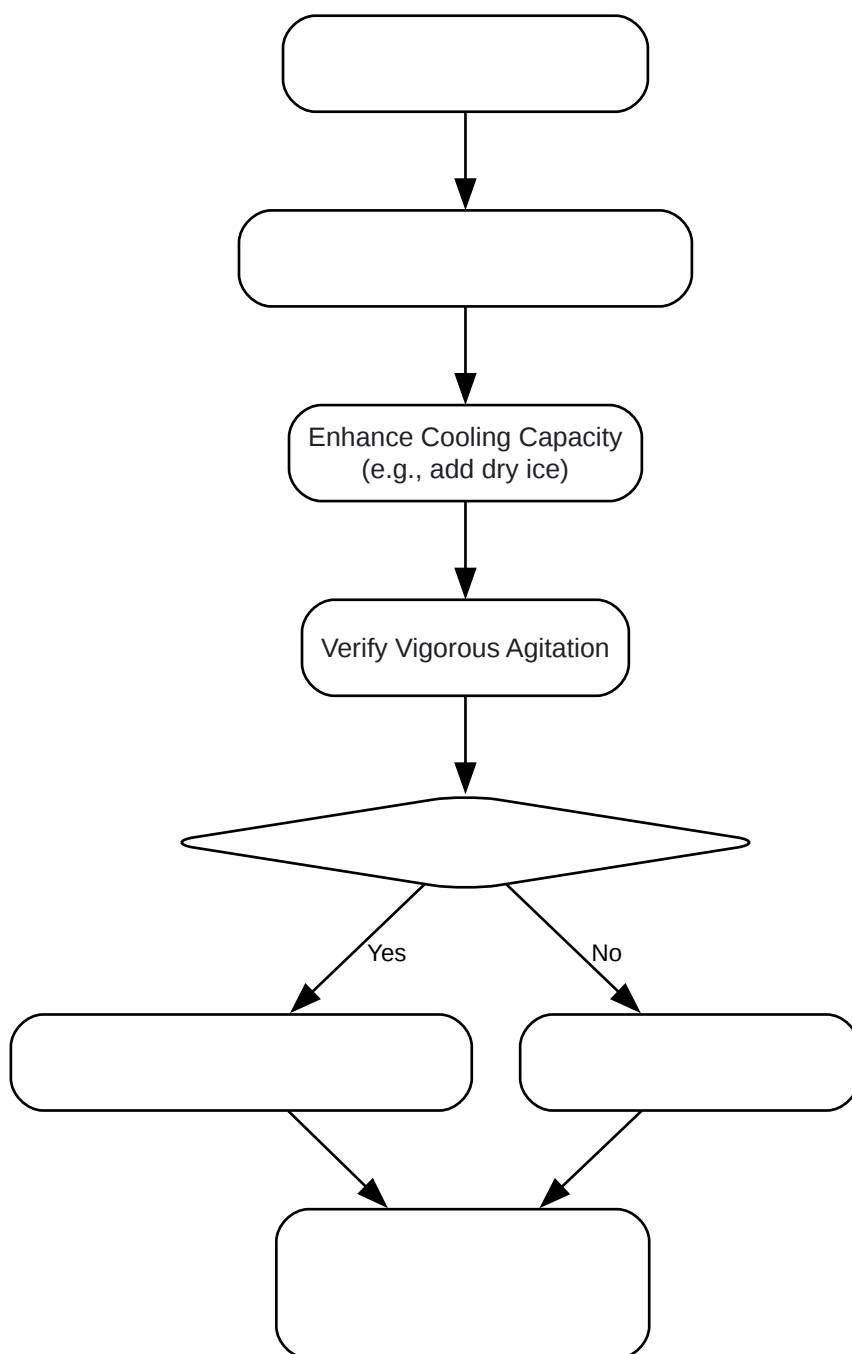 Enhance Cooling Capacity
(e.g., add dry ice)
Verify Vigorous Agitation
Yes
No